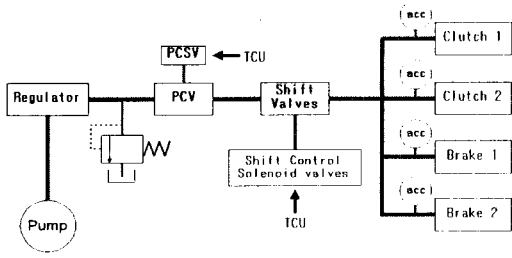 acc
Clutch 1
PCSV
TCU
acc
Regulator
PCV
Shift
Valves
Clutch 2
acc
Shift Control
Solenoid valves
Brake 1
acc
TCU
Brake 2
Pump